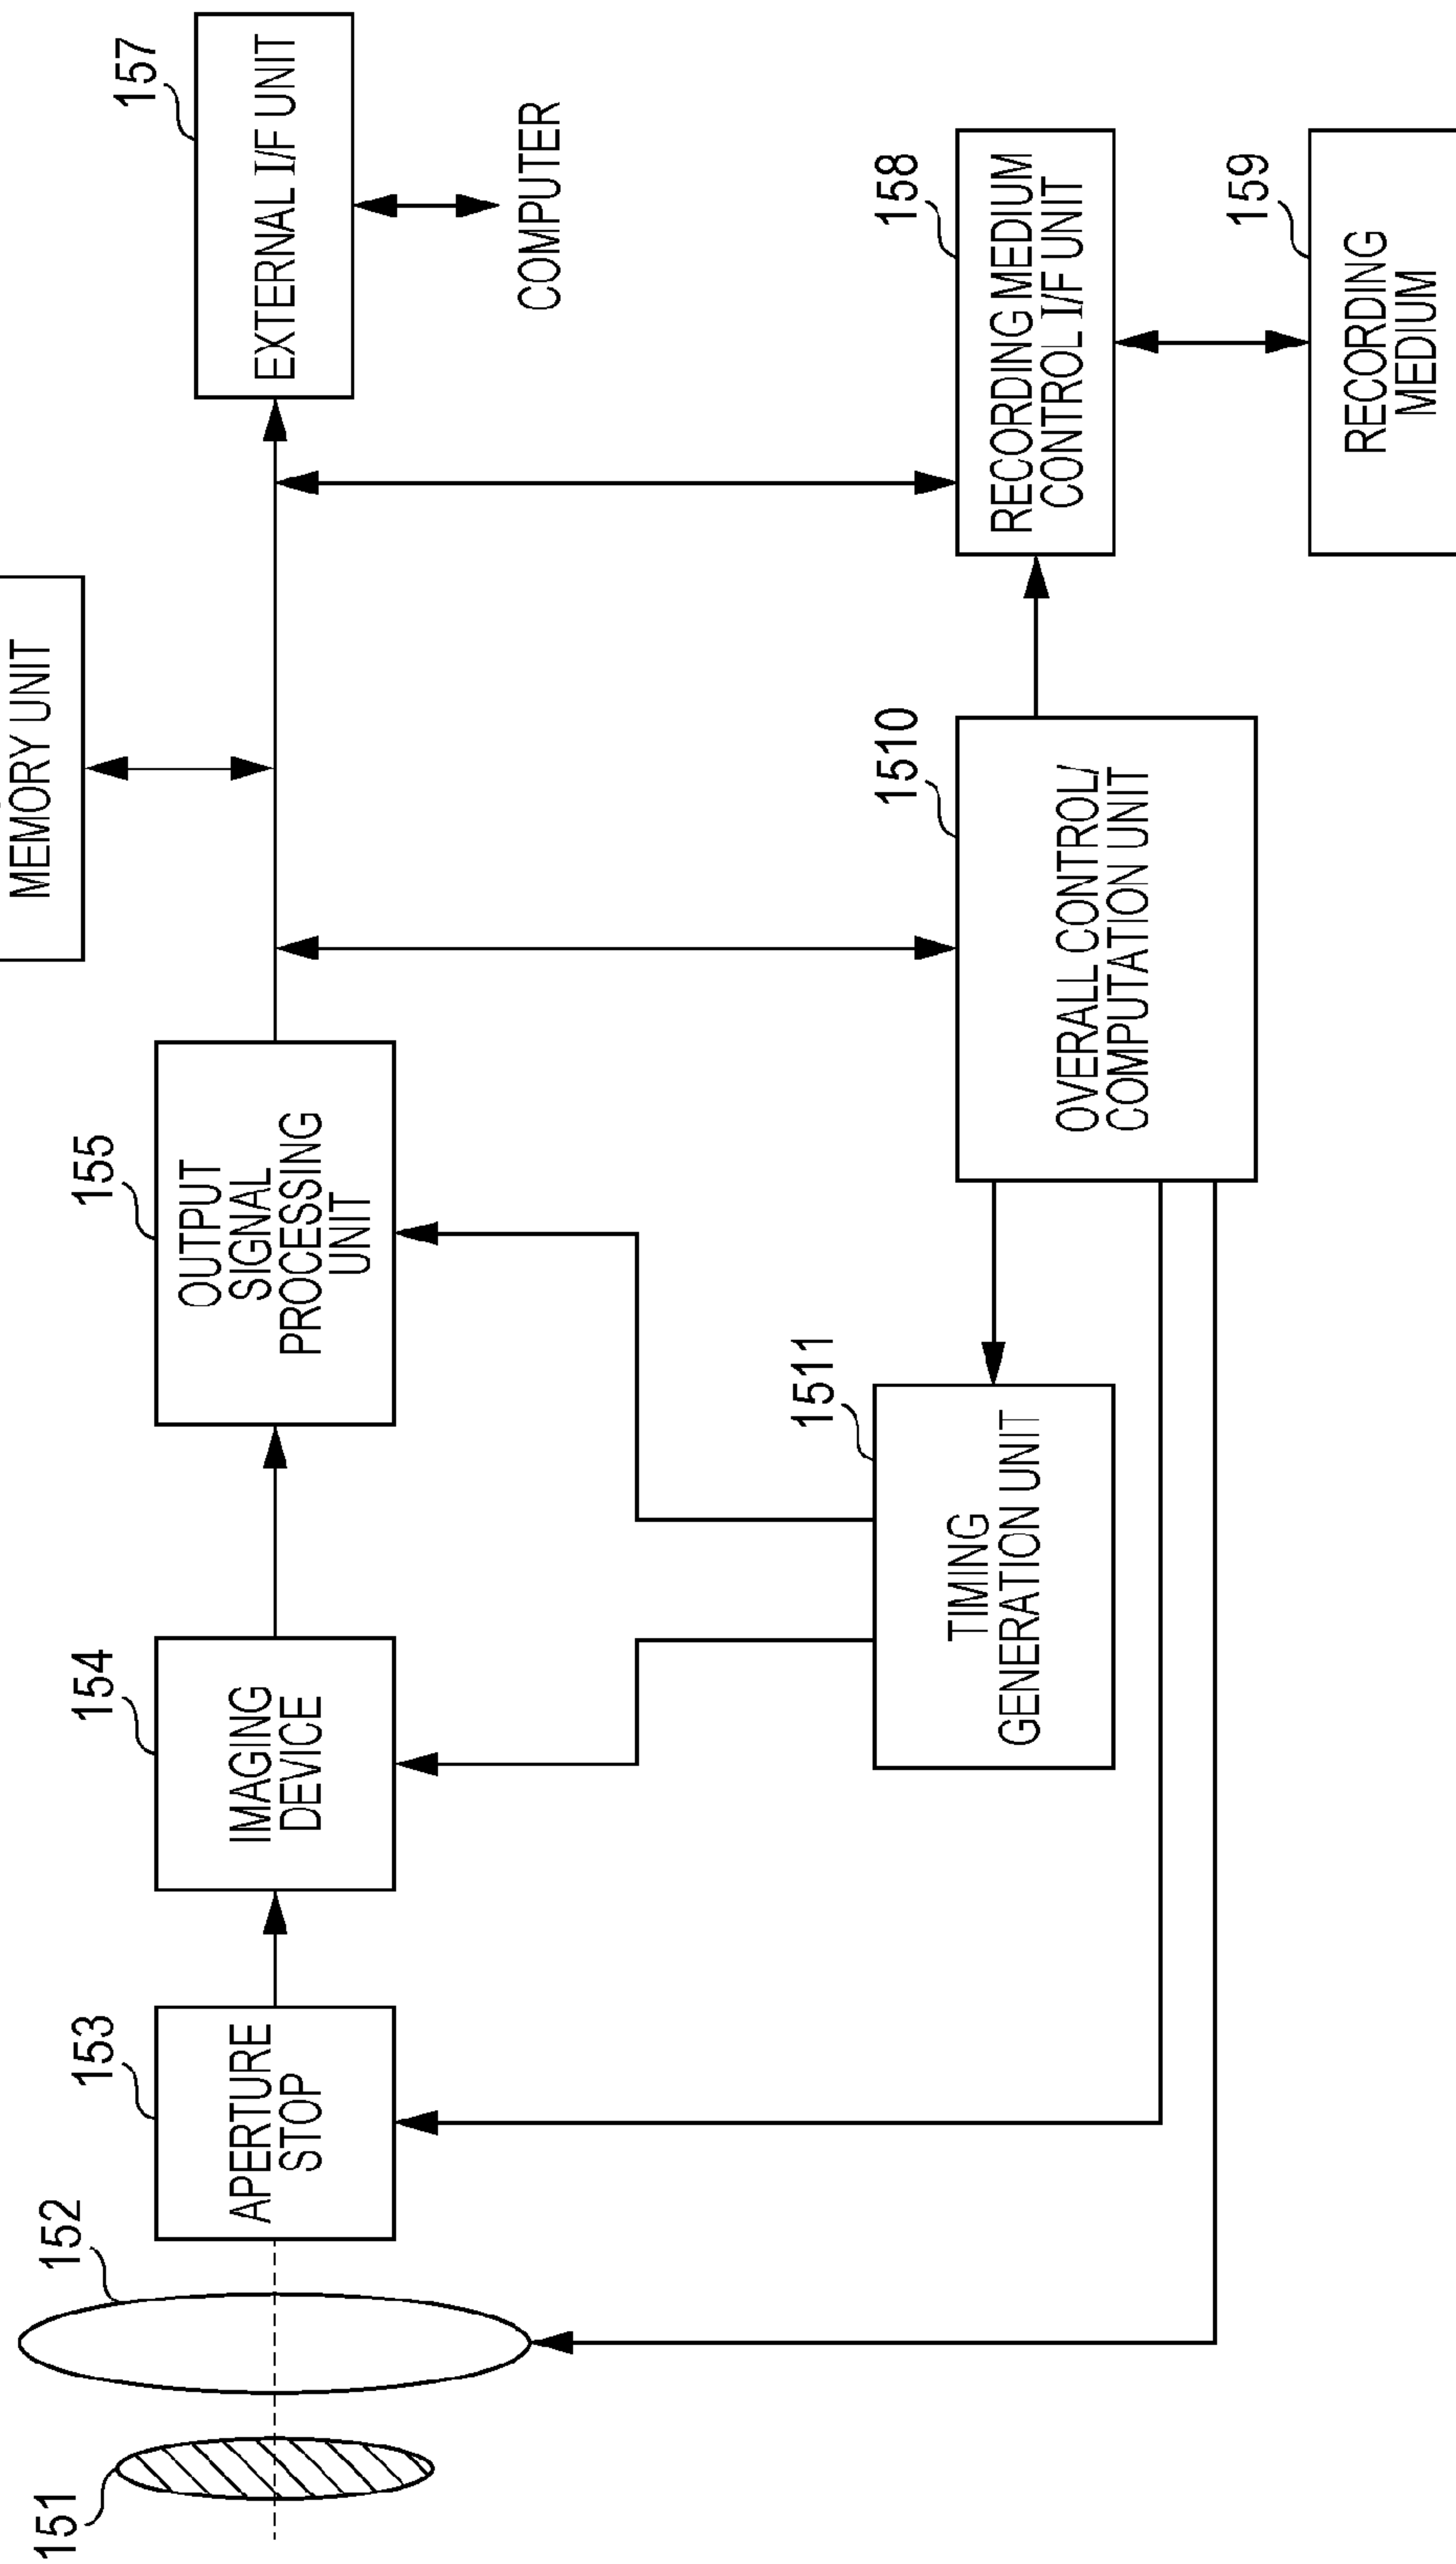 MEMORY UNIT
157
EXTERNAL I/F UNIT
COMPUTER
155
OUTPUT
SIGNAL
PROCESSING
UNIT
154
IMAGING
DEVICE
153
APERTURE
STOP
152
151
158
RECORDING MEDIUM
CONTROL I/F UNIT
159
RECORDING
MEDIUM
1510
OVERALL CONTROL/
COMPUTATION UNIT
1511
TIMING
GENERATION UNIT